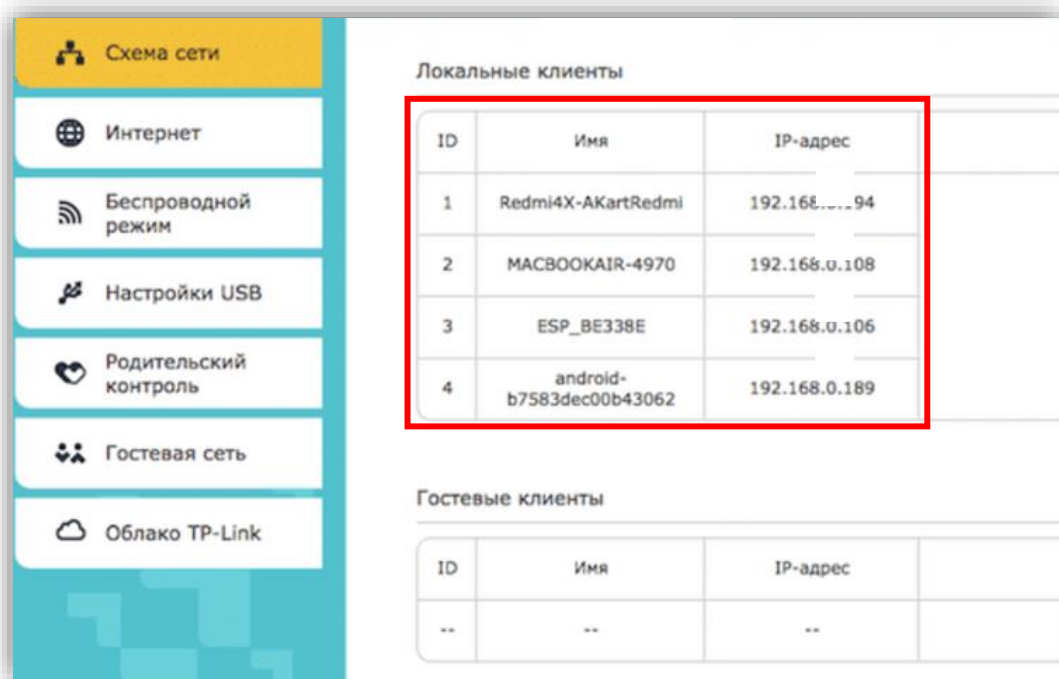 Схема сети
Интернет
Беспроводной
режим
Настройки USB
Родительский
контроль
Гостевая сеть
Облако TP-Link
Локальные клиенты
ID Имя IP-адрес
1 Redmi4X-AKartRedmi
2 MACBOOKAIR-4970 192.168.0.108
3 ESP_BE338E 192.168.0.106
4 android-
b7583dec00b43062 192.168.0.189
Гостевые клиенты
ID Имя IP-адрес
-- -- --